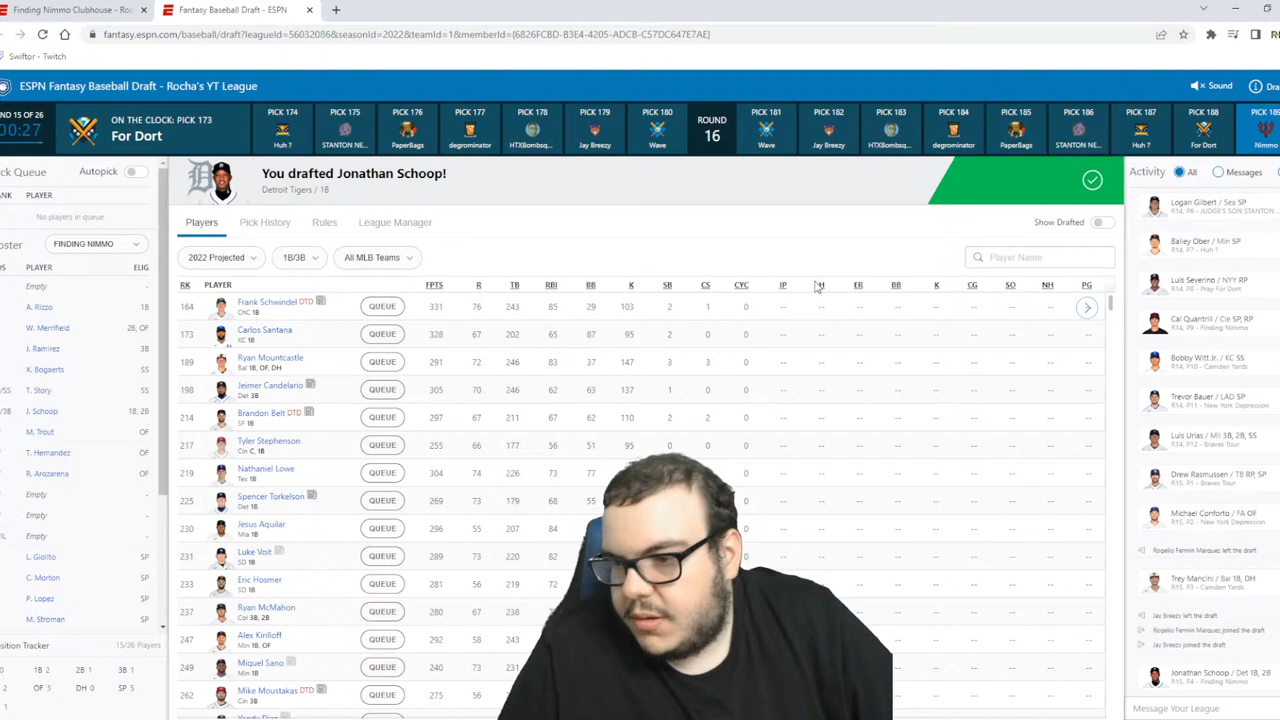 Finding Nimmo Clubhouse - Roc ×
Fantasy Baseball Draft - ESPN ×
fantasy.espn.com/baseball/draft?leagueId=56032086&seasonId=2022&teamId=1&memberId={6826FCBD-B3E4-4205-ADCB-C57DC647E7AE}
Swiftor - Twitch
ESPN Fantasy Baseball Draft - Rocha's YT League
Sound
Dra
ND 15 OF 26
00:27
ON THE CLOCK: PICK 173
For Dort
PICK 174
Huh ?
PICK 175
STANTON NE...
PICK 176
PaperBags
PICK 177
degrominator
PICK 178
HTXBombsq...
PICK 179
Jay Breezy
PICK 180
Wave
ROUND
16
PICK 181
Wave
PICK 182
Jay Breezy
PICK 183
HTXBombsq...
PICK 184
degrominator
PICK 185
PaperBags
PICK 186
STANTON NE...
PICK 187
Huh ?
PICK 188
For Dort
PICK 189
Nimmo
ick Queue
Autopick
ANK PLAYER
No players in queue
oster FINDING NIMMO
OS PLAYER ELIG
Empty --
A. Rizzo 1B
W. Merrifield 2B, OF
J. Ramirez 3B
X. Bogaerts SS
/SS T. Story SS
/3B J. Schoop 1B, 2B
M. Trout OF
T. Hernandez OF
R. Arozarena OF
Empty --
Empty --
IL Empty --
L. Giolito SP
C. Morton SP
P. Lopez SP
M. Stroman SP
sition Tracker 15/26 Players
0 1B 2 2B 1 3B 1
2 OF 3 DH 0 SP 5
You drafted Jonathan Schoop!
Detroit Tigers / 1B
Players
Pick History
Rules
League Manager
Show Drafted
2022 Projected
1B/3B
All MLB Teams
Player Name
RK PLAYER FPTS R TB RBI BB K SB CS CYC IP H ER BB K CG SO NH PG
164 Frank Schwindel DTD QUEUE 331 76 243 85 29 89 2 1 0 -- -- -- -- -- -- -- --
ChC 1B
173 Carlos Santana QUEUE 328 67 202 65 87 95 2 0 0 -- -- -- -- -- -- -- -- --
KC 1B
189 Ryan Mountcastle QUEUE 291 72 246 83 37 147 3 3 0 -- -- -- -- -- -- -- -- --
Bal 1B, OF, DH
198 Jeimer Candelario QUEUE 305 70 246 62 63 137 1 0 0 -- -- -- -- -- -- -- -- --
Det 3B
214 Brandon Belt DTD QUEUE 297 67 211 62 62 110 2 2 0 -- -- -- -- -- -- -- -- --
SF 1B
217 Tyler Stephenson QUEUE 255 66 177 56 51 95 0 0 0 -- -- -- -- -- -- -- -- --
Cin C, 1B
219 Nathaniel Lowe QUEUE 304 74 226 73 77 0 -- -- -- -- -- -- -- -- --
Tex 1B
225 Spencer Torkelson QUEUE 269 73 179 68 55 0 -- -- -- -- -- -- -- -- --
Det 1B
230 Jesus Aguilar QUEUE 296 55 207 84 0 -- -- -- -- -- -- -- -- --
Mia 1B
231 Luke Voit QUEUE 289 73 220 82 0 -- -- -- -- -- -- -- -- --
SD 1B
233 Eric Hosmer QUEUE 281 56 219 72 -- -- -- -- -- -- -- -- --
SD 1B
237 Ryan McMahon QUEUE 280 67 238 -- -- -- -- -- -- -- --
Col 3B, 2B
247 Alex Kirilloff QUEUE 292 58 243 -- -- -- -- -- -- --
Min 1B, OF
249 Miguel Sano QUEUE 240 73 231 -- -- -- -- -- --
Min 1B
262 Mike Moustakas DTD QUEUE 275 56 -- -- -- -- -- --
Cin 3B
Yandy Diaz
Activity All Messages
Logan Gilbert / Sea SP
R14, P6 - JUDGE'S SON STANTON ...
Bailey Ober / Min SP
R14, P7 - Huh ?
Luis Severino / NYY RP
R14, P8 - Pray For Dort
Cal Quantrill / Cle SP, RP
R14, P9 - Finding Nimmo
Bobby Witt Jr. / KC SS
R14, P10 - Camden Yards
Trevor Bauer / LAD SP
R14, P11 - New York Depression
Luis Urias / Mil 3B, 2B, SS
R14, P12 - Braves Tour
Drew Rasmussen / TB RP, SP
R15, P1 - Braves Tour
Michael Conforto / FA OF
R15, P2 - New York Depression
Rogelio Fermin Marquez left the draft
Trey Mancini / Bal 1B, DH
R15, P3 - Camden Yards
Jay Breezy left the draft
Rogelio Fermin Marquez joined the draft
Jay Breezy joined the draft
Jonathan Schoop / Det 1B, 2B
R15, P4 - Finding Nimmo
Message Your League